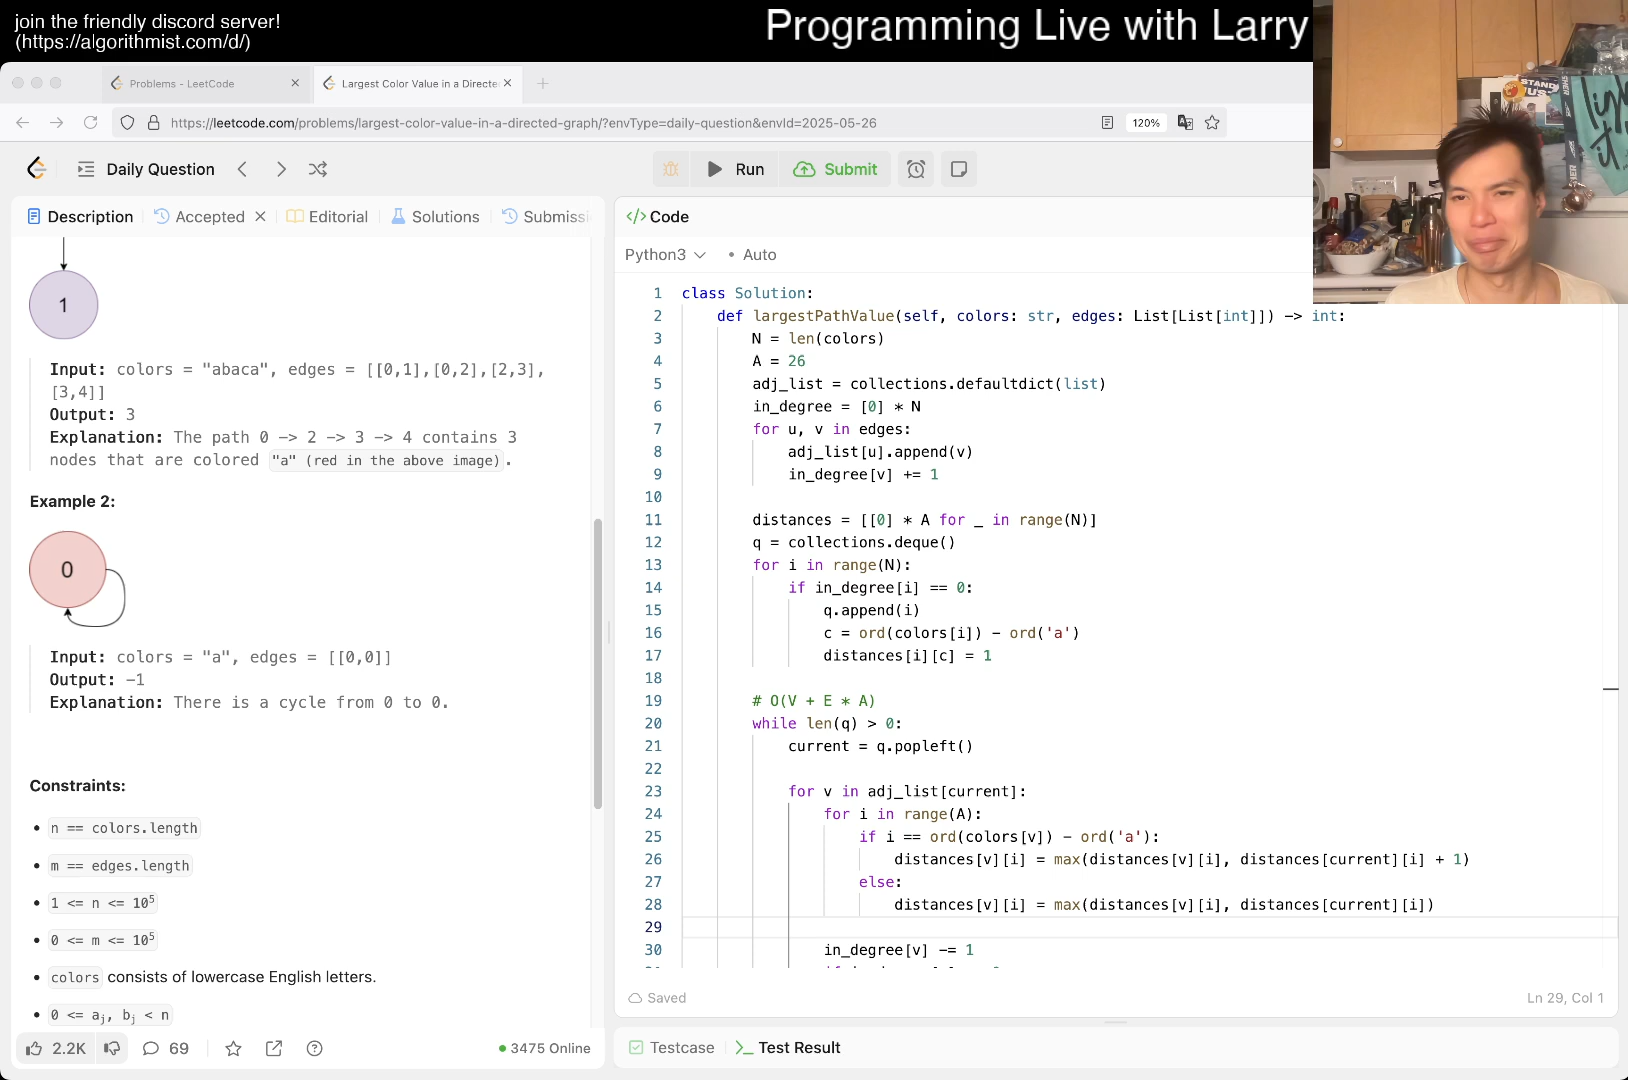 join the friendly discord server!
(https://algorithmist.com/d/)
Programming Live with Larry
Problems - LeetCode
Largest Color Value in a Directe
https://leetcode.com/problems/largest-color-value-in-a-directed-graph/?envType=daily-question&envId=2025-05-26
120%
Daily Question
Run
Submit
Description
Accepted
Editorial
Solutions
Submissi
1
Input: colors = "abaca", edges = [[0,1],[0,2],[2,3],
[3,4]]
Output: 3
Explanation: The path 0 -> 2 -> 3 -> 4 contains 3
nodes that are colored "a" (red in the above image).
Example 2:
0
Input: colors = "a", edges = [[0,0]]
Output: -1
Explanation: There is a cycle from 0 to 0.
Constraints:
• n == colors.length
• m == edges.length
• 1 <= n <= 10⁵
• 0 <= m <= 10⁵
• colors consists of lowercase English letters.
• 0 <= aj, bj < n
2.2K
69
3475 Online
</> Code
Python3
• Auto
1 class Solution:
2 def largestPathValue(self, colors: str, edges: List[List[int]]) -> int:
3 N = len(colors)
4 A = 26
5 adj_list = collections.defaultdict(list)
6 in_degree = [0] * N
7 for u, v in edges:
8 adj_list[u].append(v)
9 in_degree[v] += 1
10
11 distances = [[0] * A for _ in range(N)]
12 q = collections.deque()
13 for i in range(N):
14 if in_degree[i] == 0:
15 q.append(i)
16 c = ord(colors[i]) - ord('a')
17 distances[i][c] = 1
18
19 # O(V + E * A)
20 while len(q) > 0:
21 current = q.popleft()
22
23 for v in adj_list[current]:
24 for i in range(A):
25 if i == ord(colors[v]) - ord('a'):
26 distances[v][i] = max(distances[v][i], distances[current][i] + 1)
27 else:
28 distances[v][i] = max(distances[v][i], distances[current][i])
29
30 in_degree[v] -= 1
Saved
Ln 29, Col 1
Testcase
Test Result